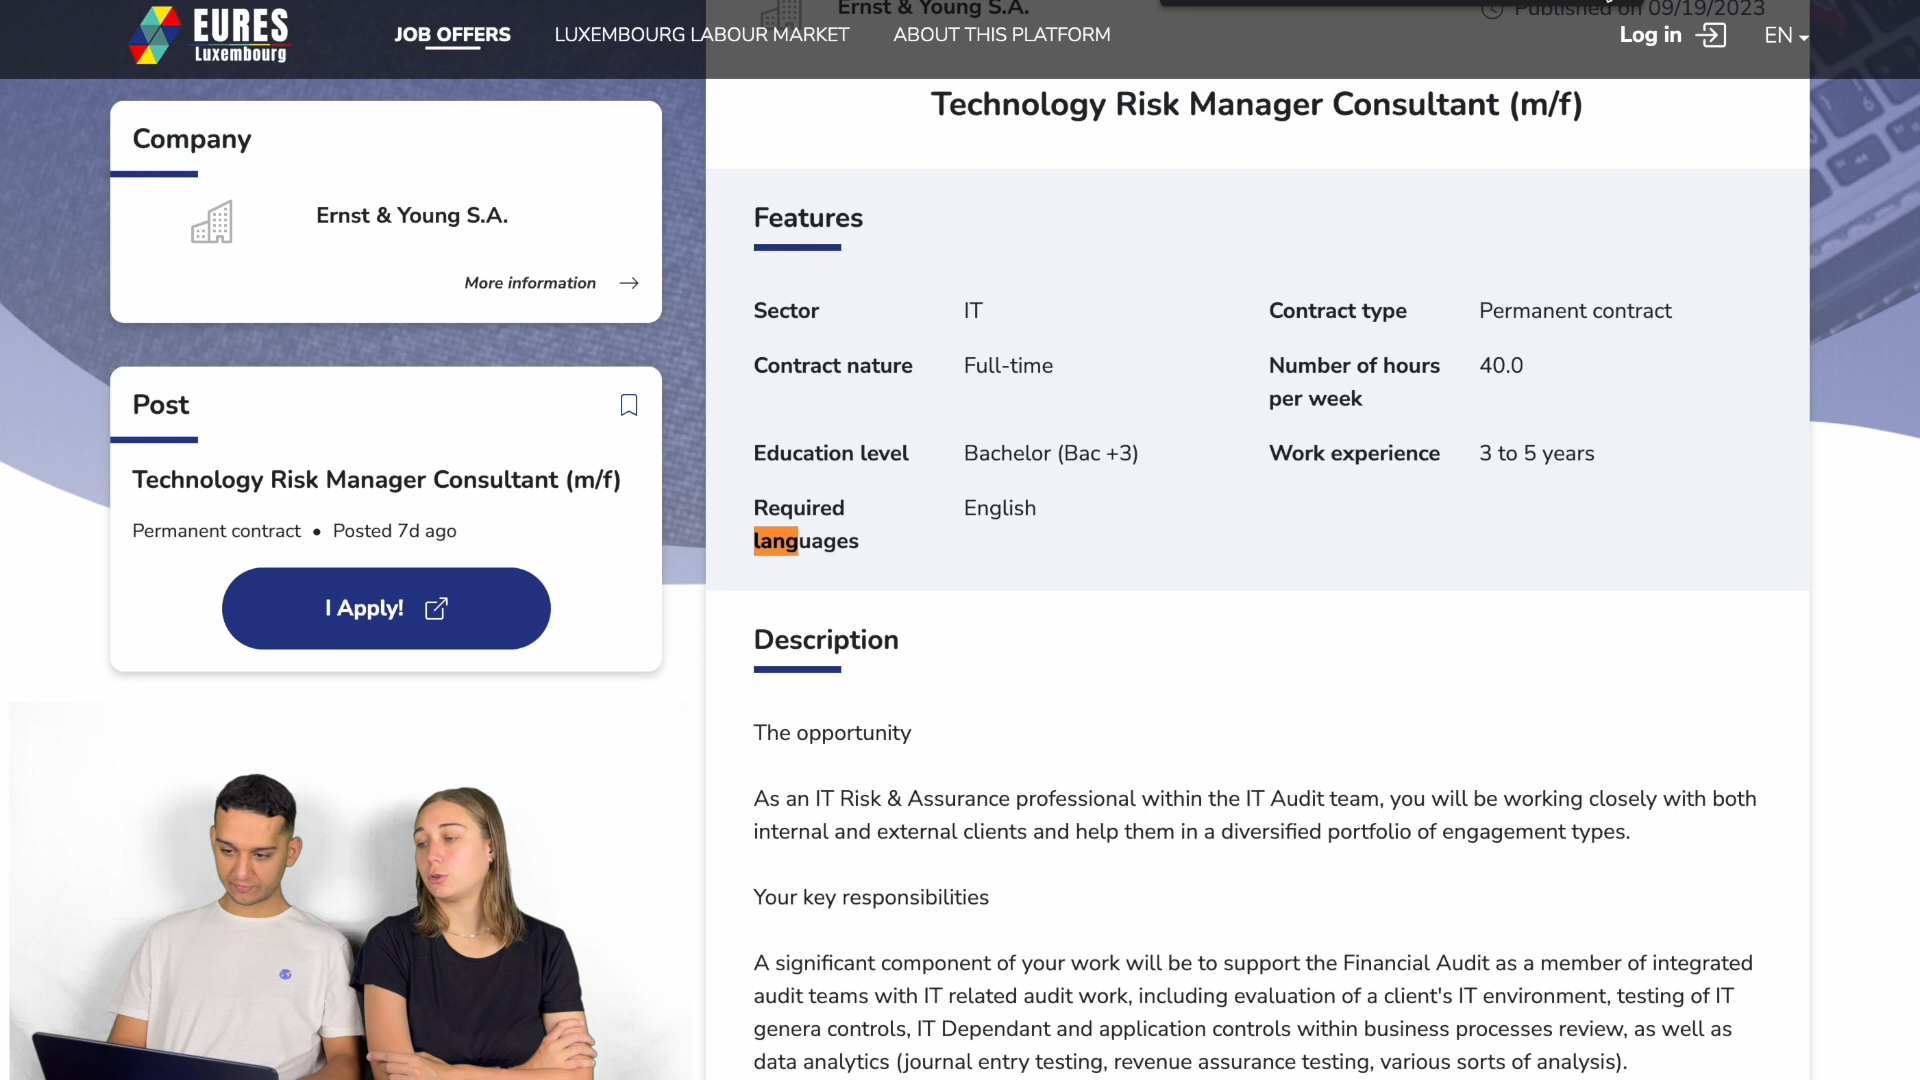 Ernst & Young S.A.
Published on 09/19/2023
EURES
Luxembourg
JOB OFFERS
LUXEMBOURG LABOUR MARKET
ABOUT THIS PLATFORM
Log in
EN
Company
Ernst & Young S.A.
More information
Post
Technology Risk Manager Consultant (m/f)
Permanent contract • Posted 7d ago
I Apply!
Technology Risk Manager Consultant (m/f)
Features
Sector
IT
Contract type
Permanent contract
Contract nature
Full-time
Number of hours
per week
40.0
Education level
Bachelor (Bac +3)
Work experience
3 to 5 years
Required
languages
English
Description
The opportunity
As an IT Risk & Assurance professional within the IT Audit team, you will be working closely with both
internal and external clients and help them in a diversified portfolio of engagement types.
Your key responsibilities
A significant component of your work will be to support the Financial Audit as a member of integrated
audit teams with IT related audit work, including evaluation of a client's IT environment, testing of IT
genera controls, IT Dependant and application controls within business processes review, as well as
data analytics (journal entry testing, revenue assurance testing, various sorts of analysis).